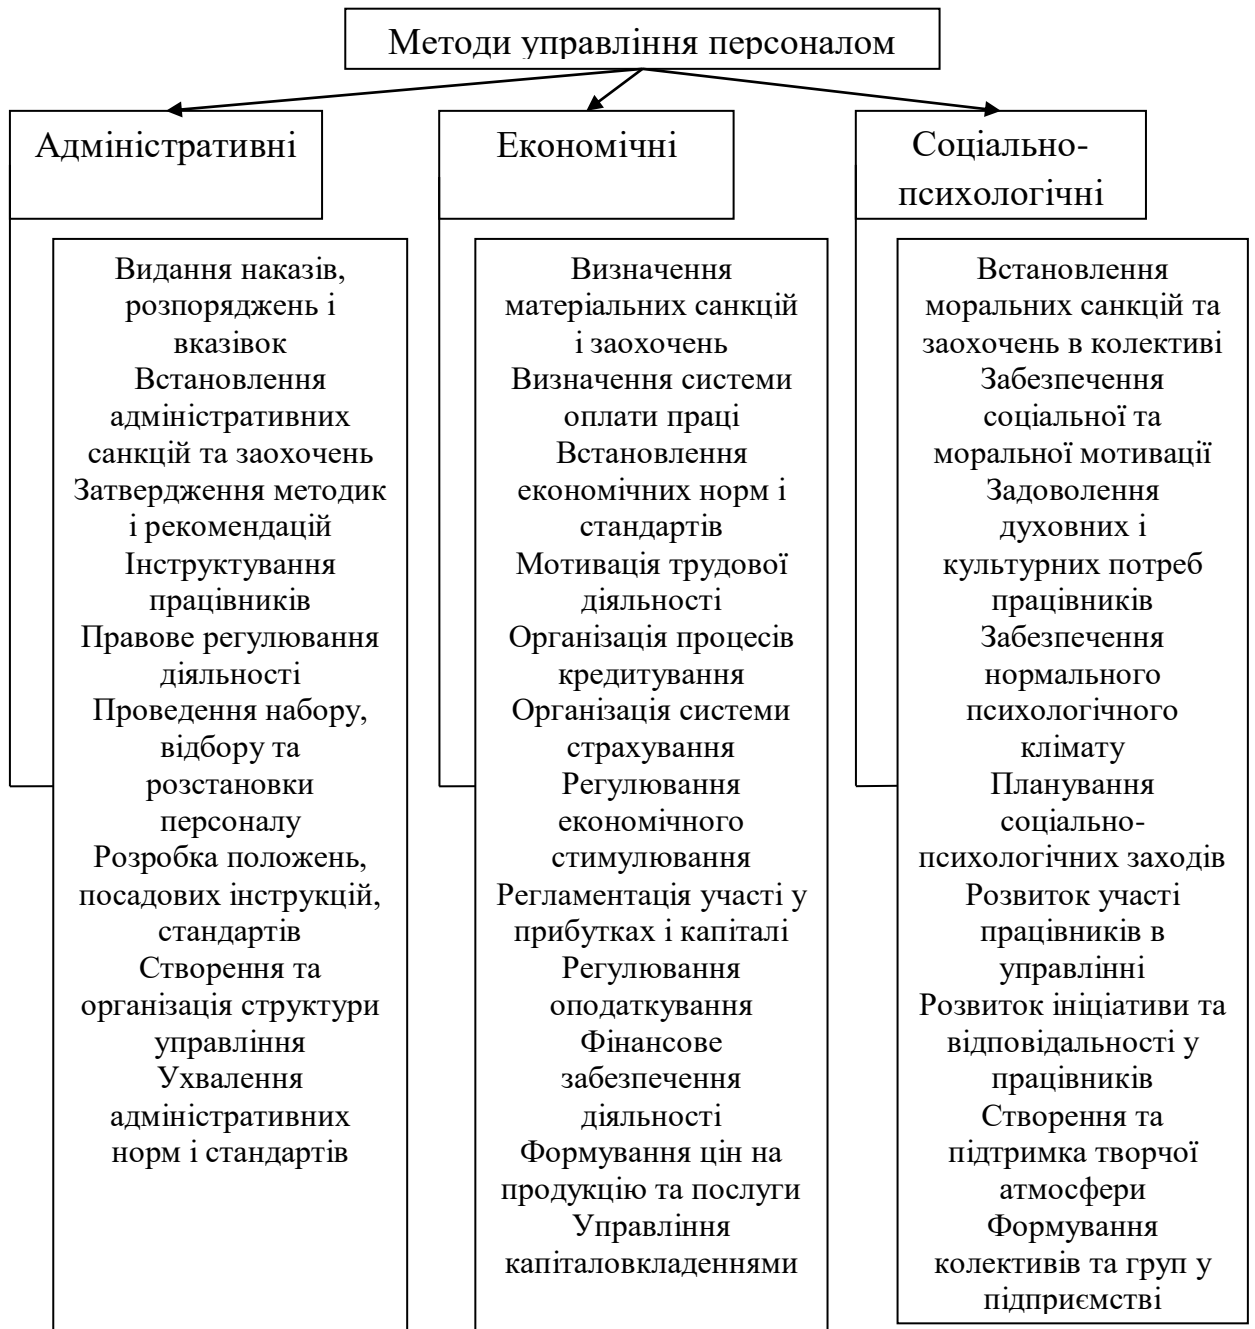 Методи управління персоналом
Адміністративні
Економічні
Соціально-
психологічні
Видання наказів,
розпоряджень і
вказівок
Встановлення
адміністративних
санкцій та заохочень
Затвердження методик
і рекомендацій
Інструктування
працівників
Правове регулювання
діяльності
Проведення набору,
відбору та
розстановки
персоналу
Розробка положень,
посадових інструкцій,
стандартів
Створення та
організація структури
управління
Ухвалення
адміністративних
норм і стандартів
Визначення
матеріальних санкцій
і заохочень
Визначення системи
оплати праці
Встановлення
економічних норм і
стандартів
Мотивація трудової
діяльності
Організація процесів
кредитування
Організація системи
страхування
Регулювання
економічного
стимулювання
Регламентація участі у
прибутках і капіталі
Регулювання
оподаткування
Фінансове
забезпечення
діяльності
Формування цін на
продукцію та послуги
Управління
капіталовкладеннями
Встановлення
моральних санкцій та
заохочень в колективі
Забезпечення
соціальної та
моральної мотивації
Задоволення
духовних і
культурних потреб
працівників
Забезпечення
нормального
психологічного
клімату
Планування
соціально-
психологічних заходів
Розвиток участі
працівників в
управлінні
Розвиток ініціативи та
відповідальності у
працівників
Створення та
підтримка творчої
атмосфери
Формування
колективів та груп у
підприємстві